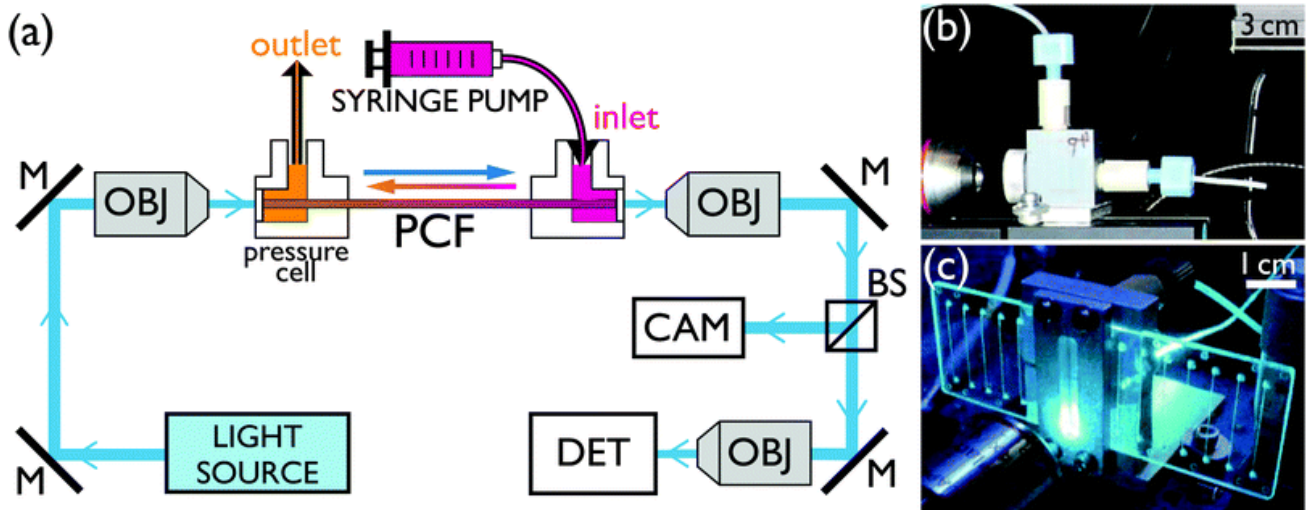 (a)
outlet
SYRINGE PUMP
inlet
M
OBJ
pressure
cell
PCF
OBJ
M
BS
CAM
M
LIGHT
SOURCE
DET
OBJ
M
(b)
3 cm
(c)
1 cm